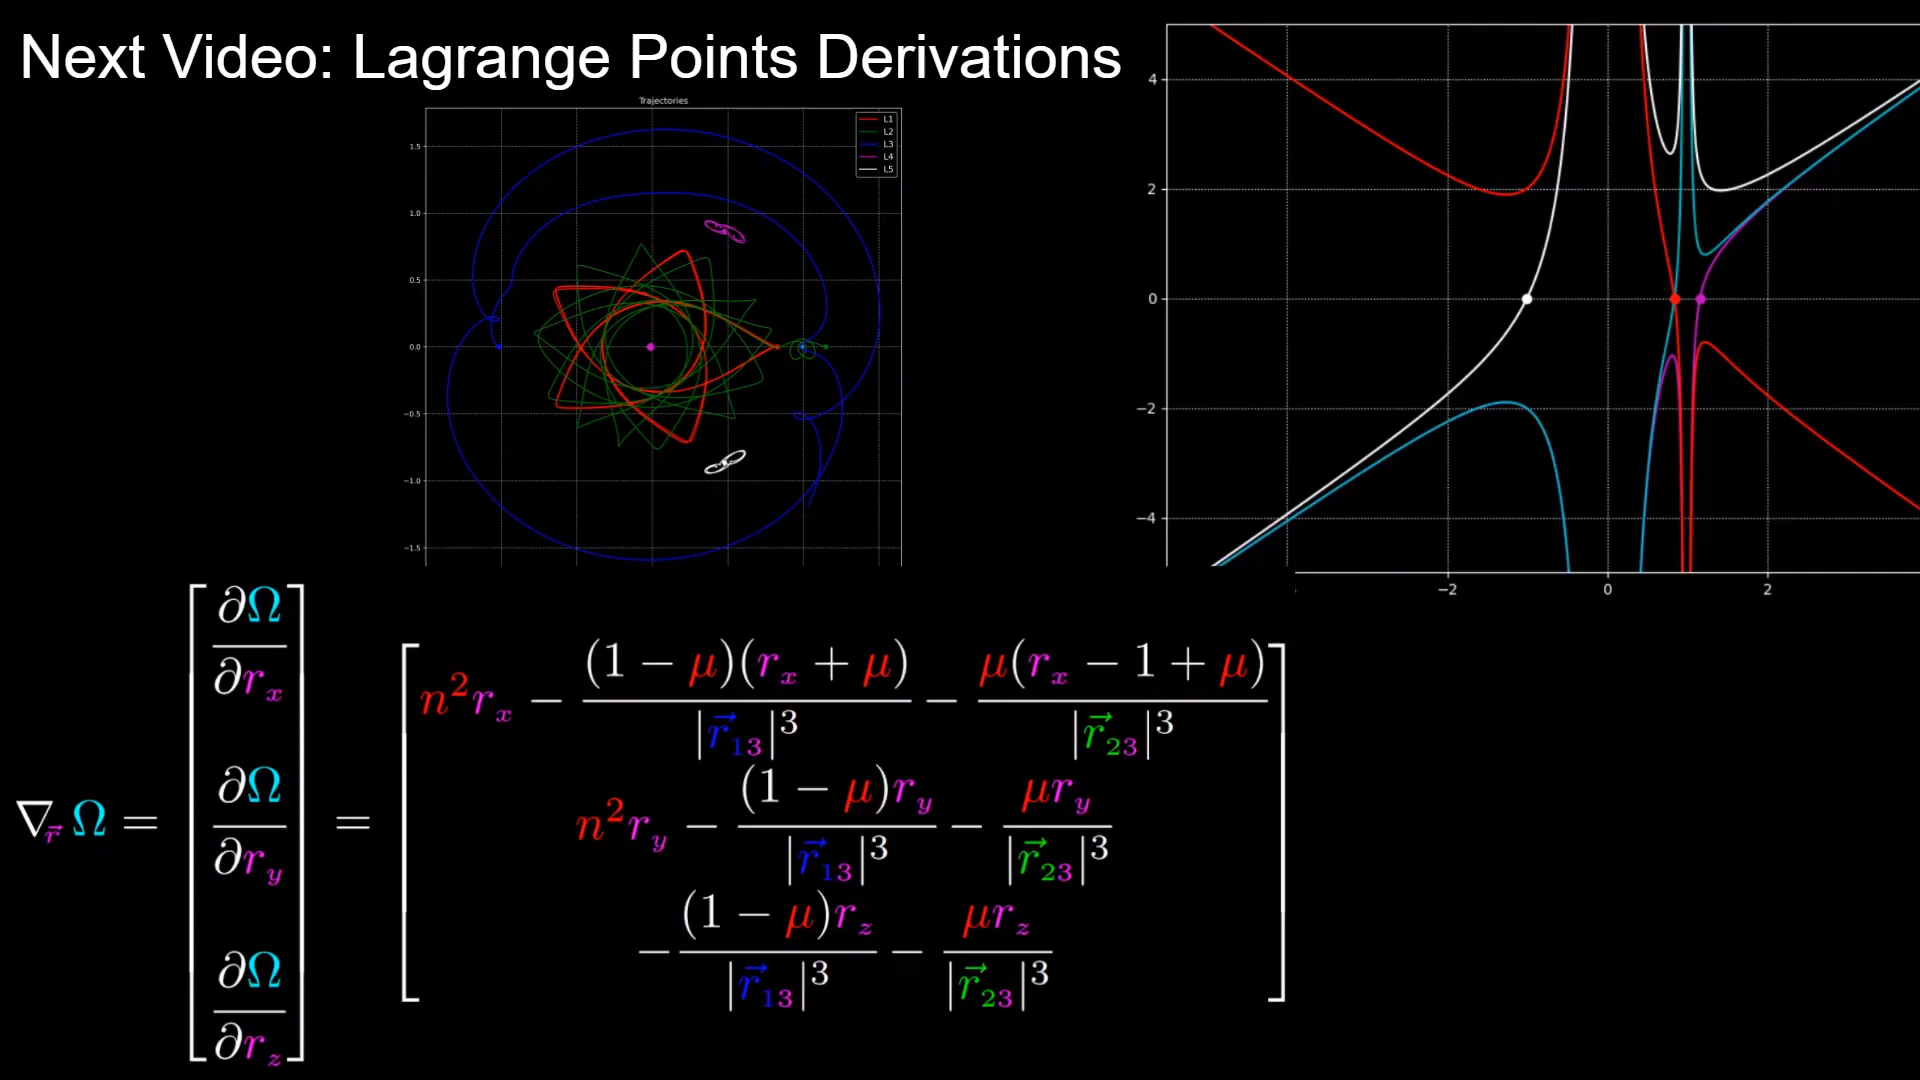 Next Video: Lagrange Points Derivations
Trajectories
L1
L2
L3
L4
L5
1.5
1.0
0.5
0.0
−0.5
−1.0
−1.5
4
2
0
−2
−4
−2 0 2
∇_{r⃗} Ω = [∂Ω/∂r_x ∂Ω/∂r_y ∂Ω/∂r_z] =
n²r_x − (1 − μ)(r_x + μ)/|r⃗₁₃|³ − μ(r_x − 1 + μ)/|r⃗₂₃|³
n²r_y − (1 − μ)r_y/|r⃗₁₃|³ − μr_y/|r⃗₂₃|³
−(1 − μ)r_z/|r⃗₁₃|³ − μr_z/|r⃗₂₃|³